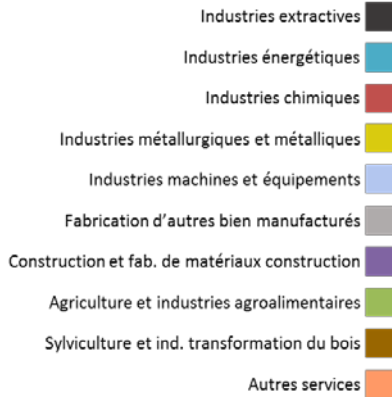 Industries extractives
Industries énergétiques
Industries chimiques
Industries métallurgiques et métalliques
Industries machines et équipements
Fabrication d'autres bien manufacturés
Construction et fab. de matériaux construction
Agriculture et industries agroalimentaires
Sylviculture et ind. transformation du bois
Autres services